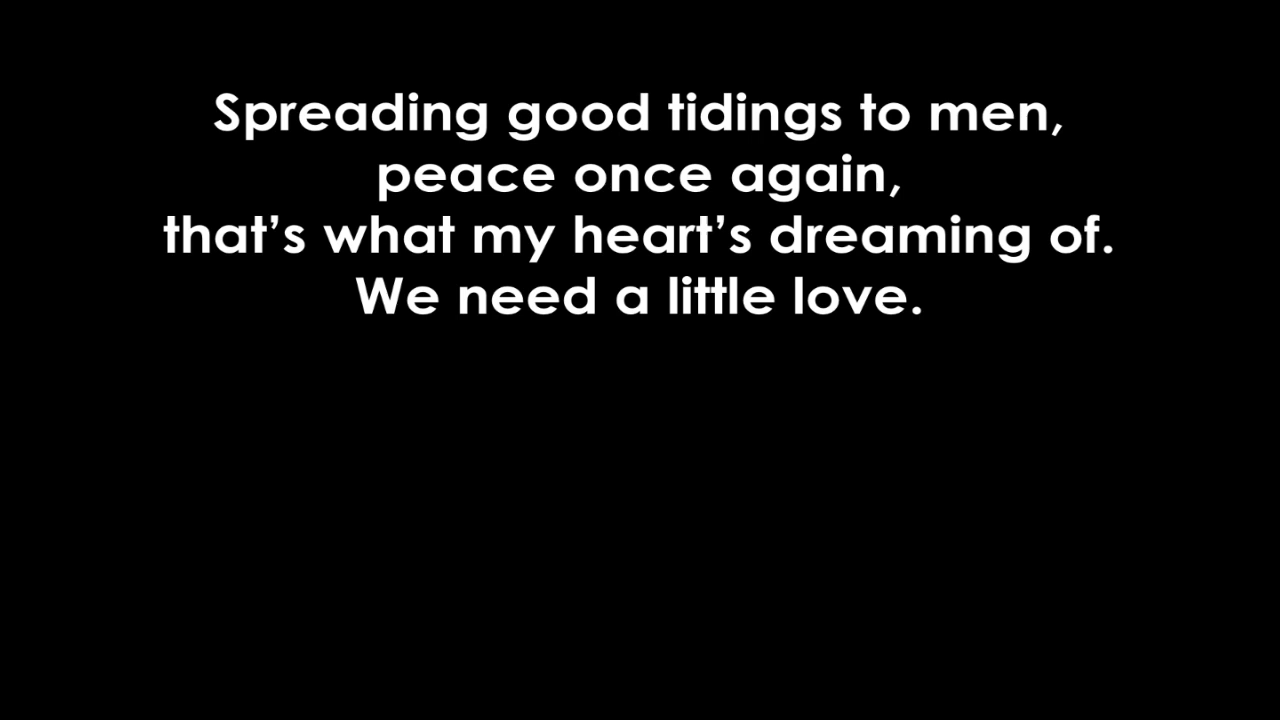 Spreading good tidings to men,
peace once again,
that’s what my heart’s dreaming of.
We need a little love.